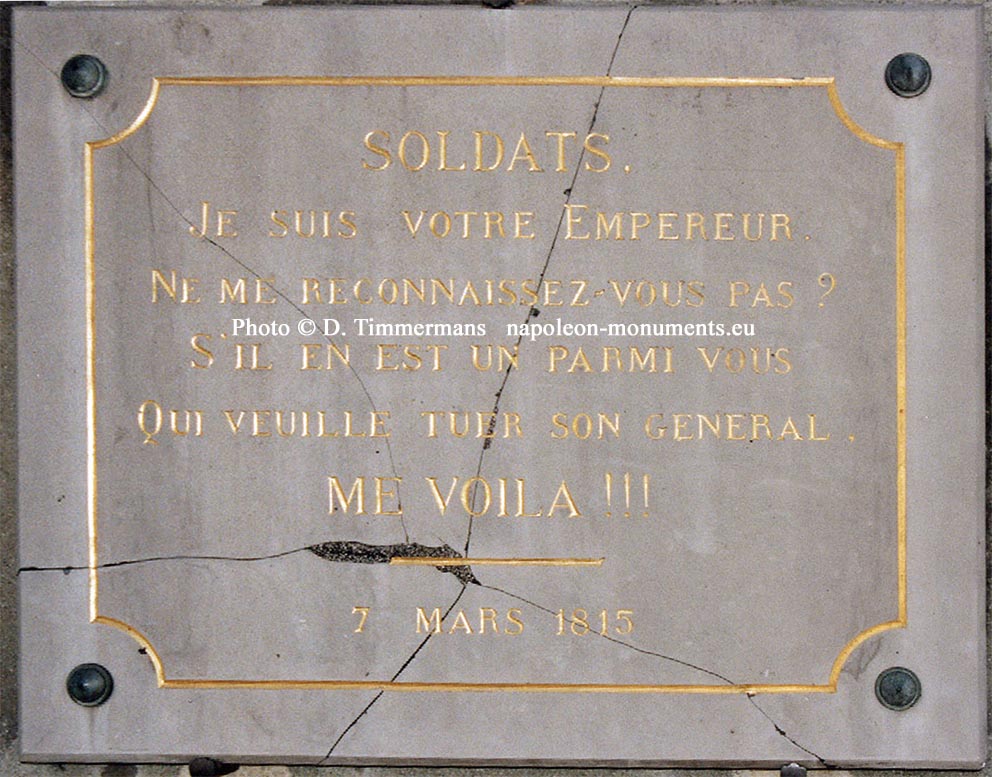 SOLDATS.
JE SUIS VOTRE EMPEREUR.
NE ME RECONNAISSEZ-VOUS PAS ?
Photo © D. Timmermans napoleon-monuments.eu
S'IL EN EST UN PARMI VOUS
QUI VEUILLE TUER SON GENERAL,
ME VOILA !!!
7 MARS 1815